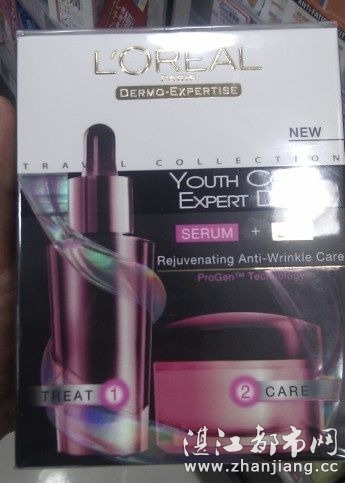 L'ORÉAL
PARIS
DERMO-EXPERTISE
NEW
TRAVEL COLLECTION
YOUTH
EXPERT
SERUM +
Rejuvenating Anti-Wrinkle Care
ProGen™ Technology
TREAT 1
2 CARE
湛江都市网
www.zhanjiang.cc